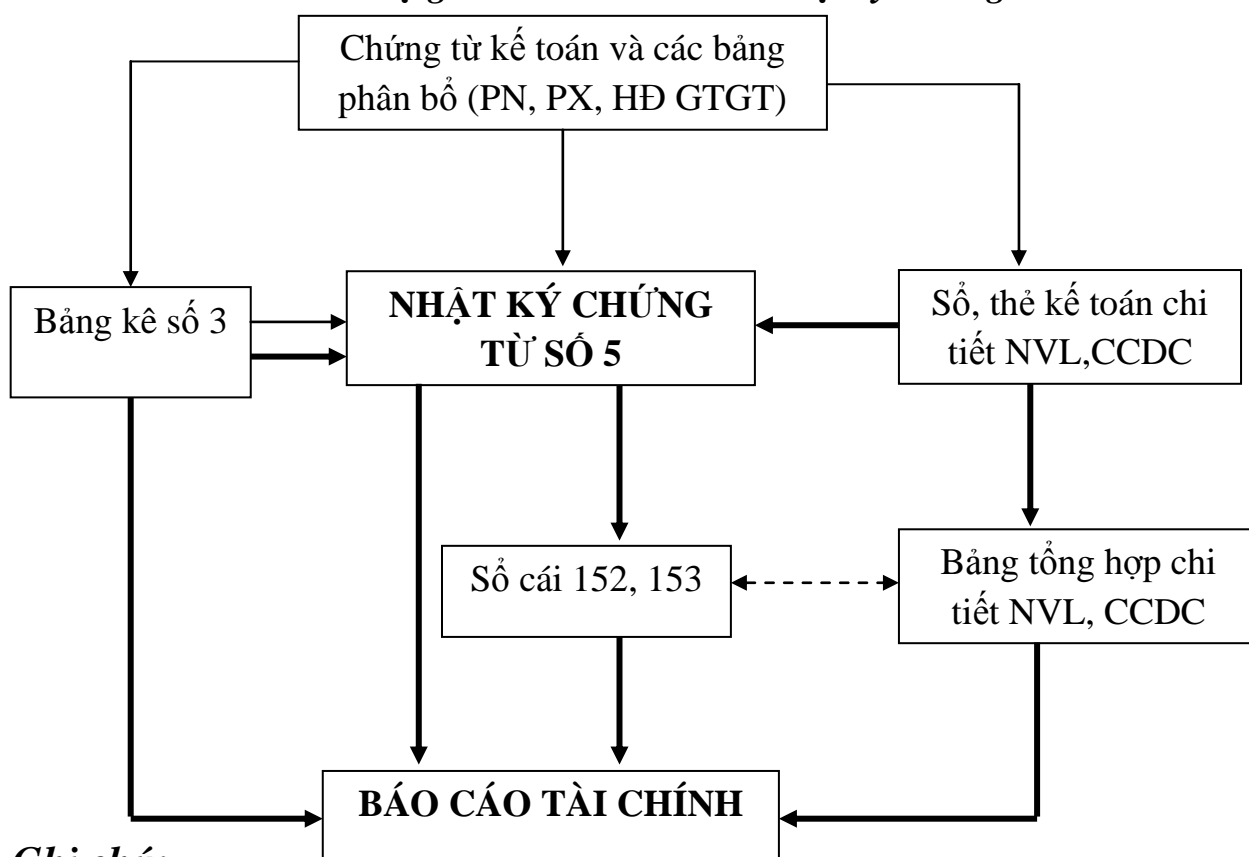 Chứng từ kế toán và các bảng
phân bổ (PN, PX, HĐ GTGT)
Bảng kê số 3
NHẬT KÝ CHỨNG
TỪ SỐ 5
Sổ, thẻ kế toán chi
tiết NVL,CCDC
Sổ cái 152, 153
Bảng tổng hợp chi
tiết NVL, CCDC
BÁO CÁO TÀI CHÍNH